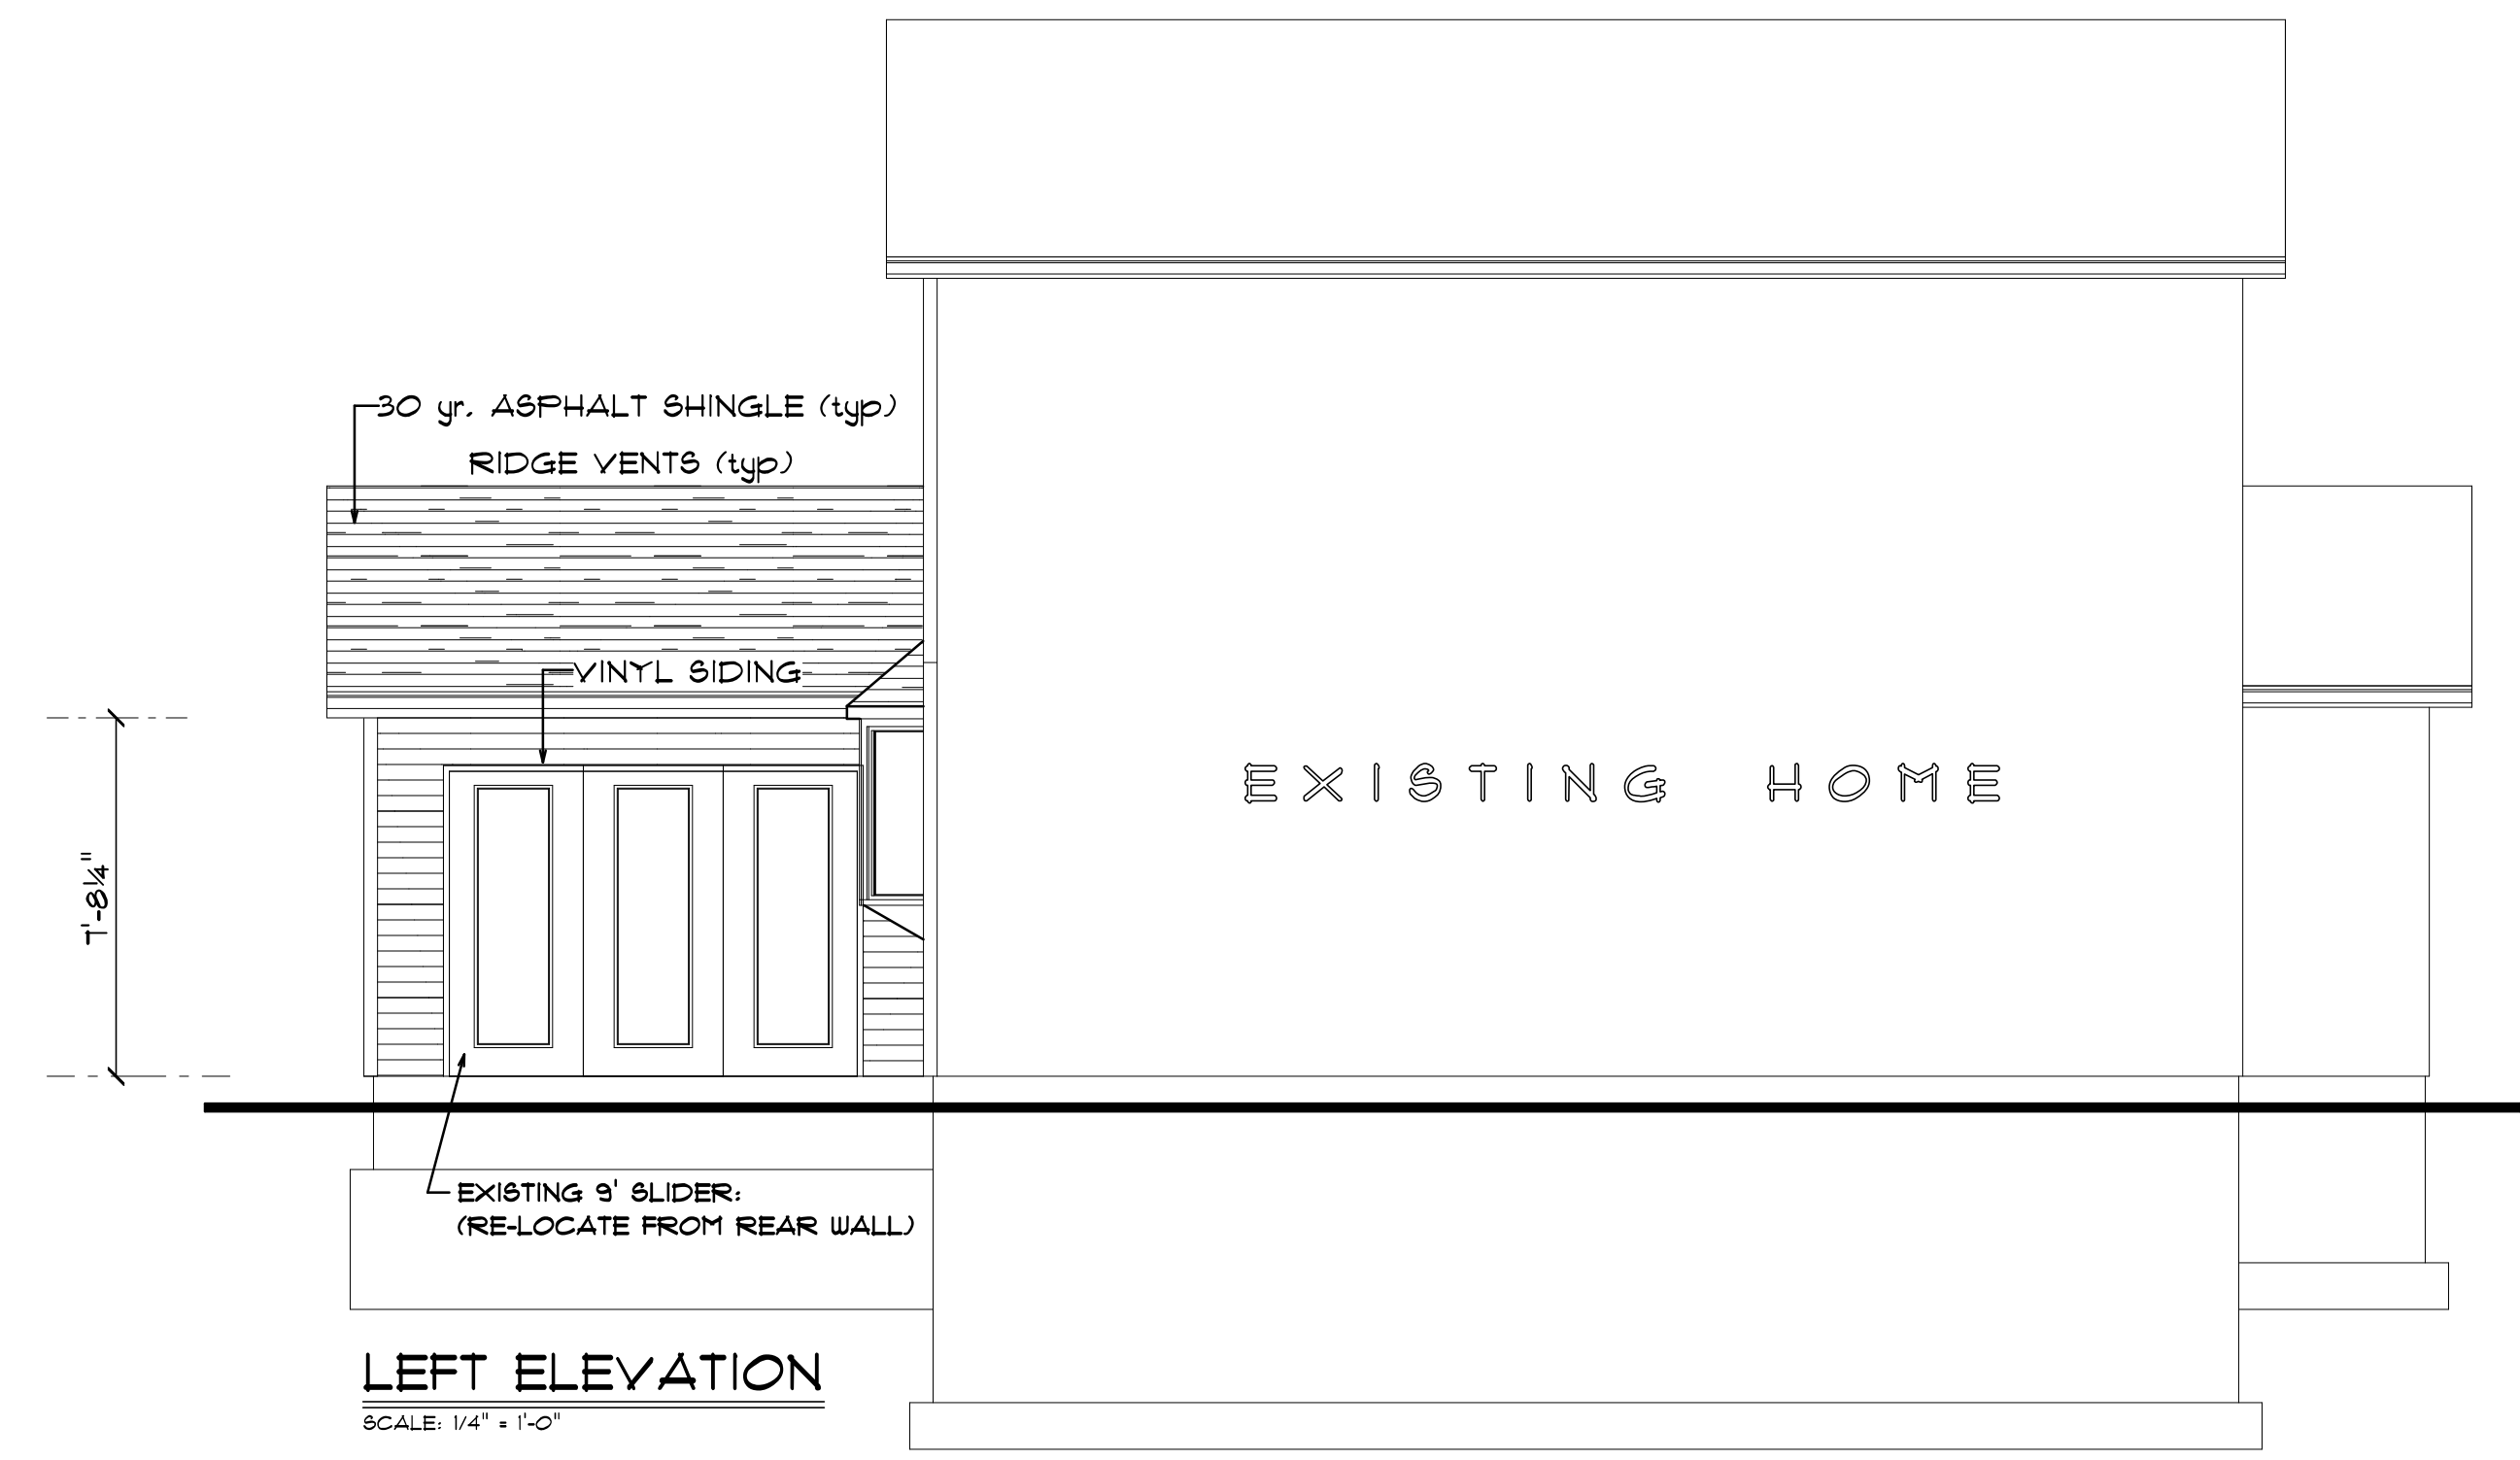 30 yr. ASPHALT SHINGLE (typ)
RIDGE VENTS (typ)
VINYL SIDING
EXISTING HOME
7'-8¼"
EXISTING 9' SLIDER:
(RE-LOCATE FROM REAR WALL)
LEFT ELEVATION
SCALE: 1/4" = 1'-0"